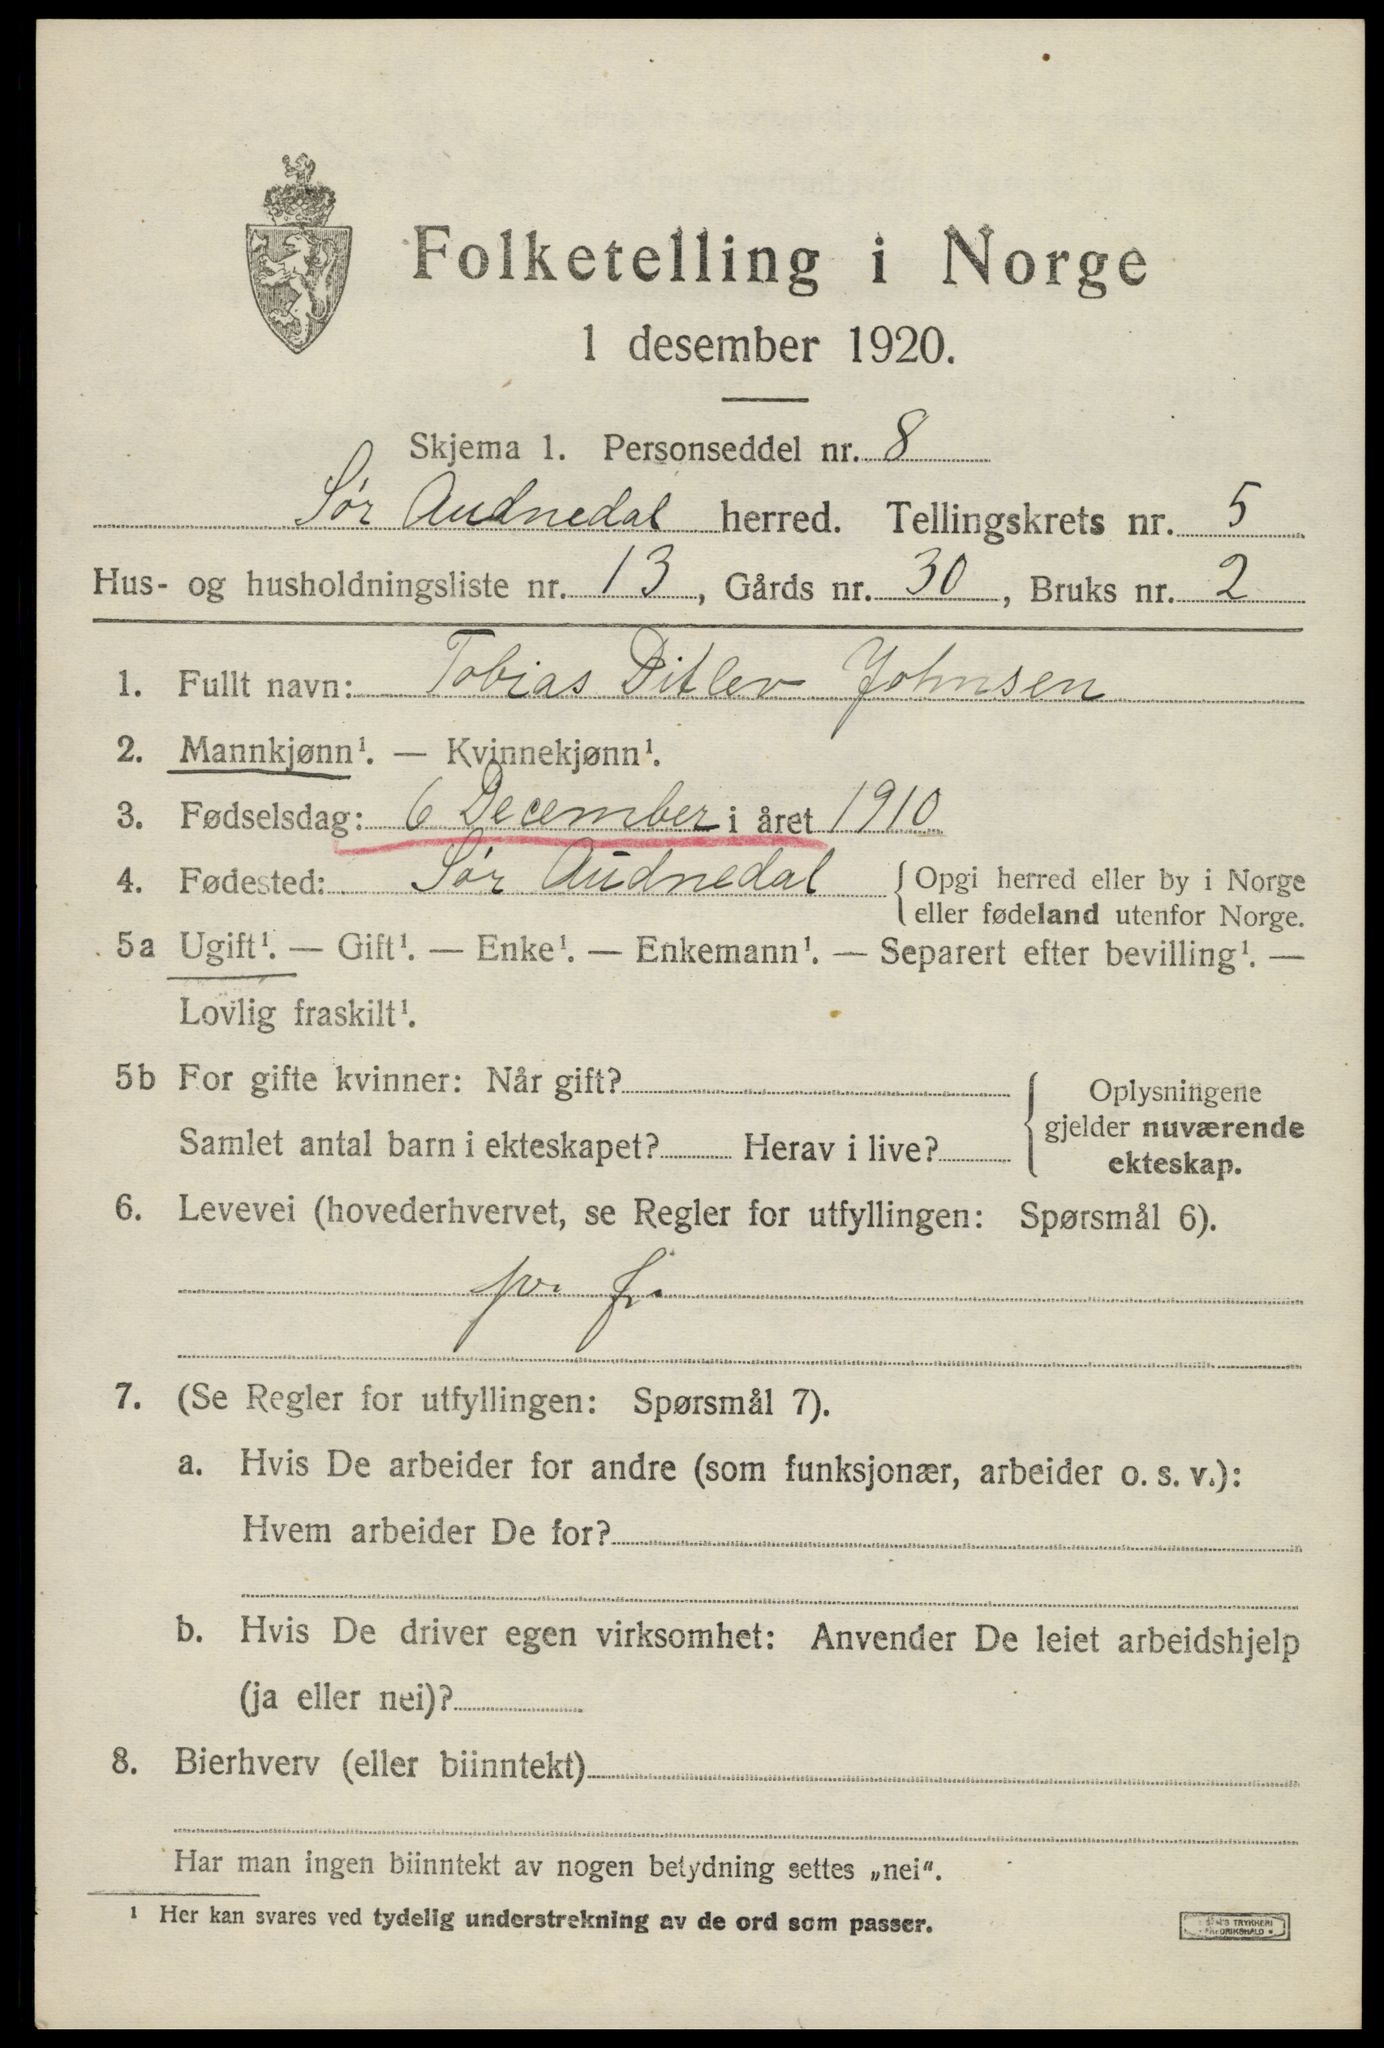 Folketelling i Norge
1 desember 1920.
Skjema 1. Personseddel nr. 8
Sør Audnedal herred. Tellingskrets nr. 5
Hus- og husholdningsliste nr. 13, Gårds nr. 30, Bruks nr. 2
1. Fullt navn: Tobias Ditlev Johnsen
2. Mannkjønn¹. — Kvinnekjønn¹.
3. Fødselsdag: 6 December i året 1910
4. Fødested: Sør Audnedal { Opgi herred eller by i Norge
eller fødeland utenfor Norge.
5a Ugift¹. — Gift¹. — Enke¹. — Enkemann¹. — Separert efter bevilling¹. —
Lovlig fraskilt¹.
5b For gifte kvinner: Når gift?
Samlet antal barn i ekteskapet? Herav i live?
{ Oplysningene
gjelder nuværende
ekteskap.
6. Levevei (hovederhvervet, se Regler for utfyllingen: Spørsmål 6).
7. (Se Regler for utfyllingen: Spørsmål 7).
a. Hvis De arbeider for andre (som funksjonær, arbeider o. s. v.):
Hvem arbeider De for?
b. Hvis De driver egen virksomhet: Anvender De leiet arbeidshjelp
(ja eller nei)?
8. Bierhverv (eller biinntekt)
Har man ingen biinntekt av nogen betydning settes „nei“.
¹ Her kan svares ved tydelig understrekning av de ord som passer.
TRYKKERI